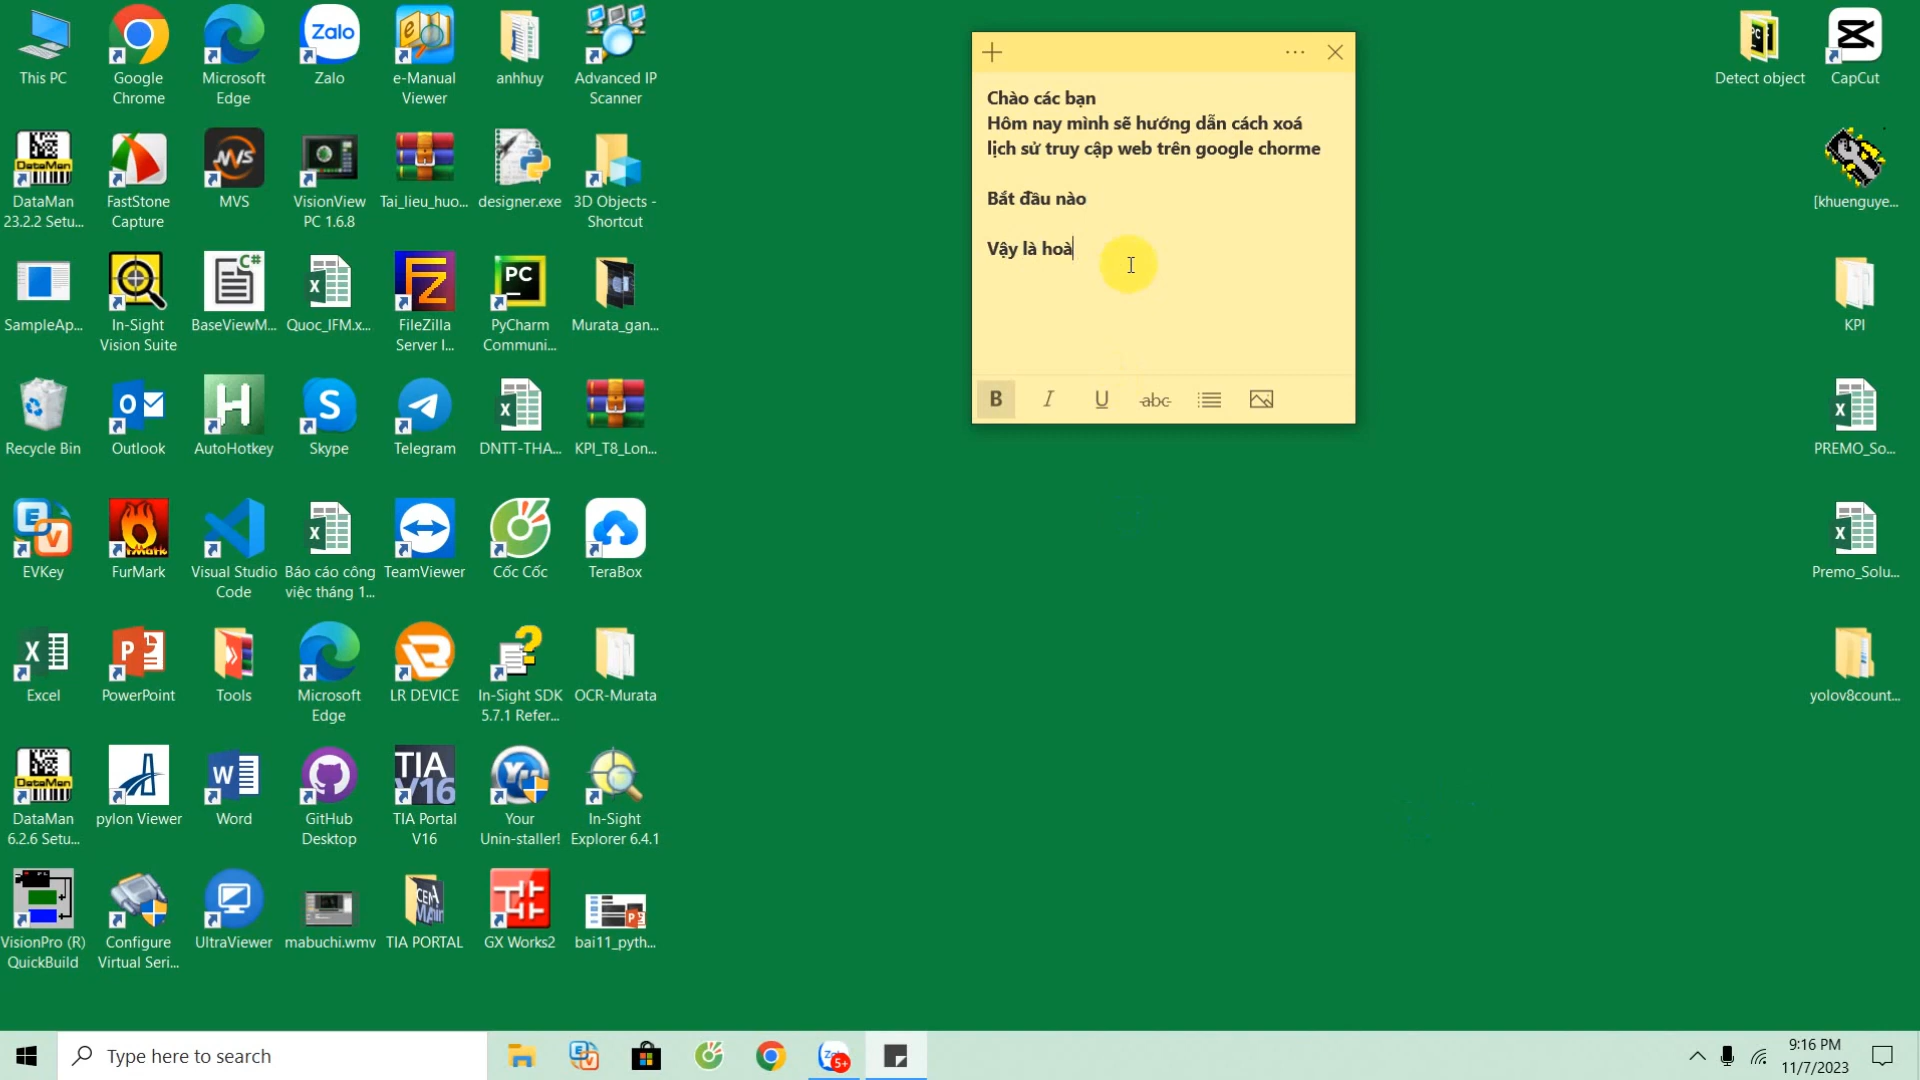 This PC
Google
Chrome
Microsoft
Edge
Zalo
Zalo
e-Manual
Viewer
anhhuy
Advanced IP
Scanner
Detect object
CapCut
Chào các bạn
Hôm nay mình sẽ hướng dẫn cách xoá
lịch sử truy cập web trên google chorme
Bắt đầu nào
Vậy là hoà
B I U abc
DataMan
DataMan
23.2.2 Setu...
FastStone
Capture
MVS
MVS
VisionView
PC 1.6.8
Tai_lieu_huo...
designer.exe
3D Objects -
Shortcut
[khuenguye...
SampleAp...
In-Sight
Vision Suite
C#
BaseViewM...
Quoc_IFM.x...
FileZilla
Server I...
PC
PyCharm
Communi...
Murata_gan...
KPI
Recycle Bin
Outlook
AutoHotkey
Skype
Telegram
DNTT-THA...
KPI_T8_Lon...
PREMO_So...
EVKey
FurMark
Visual Studio
Code
Báo cáo công
việc tháng 1...
TeamViewer
Cốc Cốc
TeraBox
Premo_Solu...
Excel
PowerPoint
Tools
Microsoft
Edge
LR DEVICE
In-Sight SDK
5.7.1 Refer...
OCR-Murata
yolov8count...
DataMan
DataMan
6.2.6 Setu...
pylon Viewer
Word
GitHub
Desktop
TIA
V16
TIA Portal
V16
Your
Unin-staller!
In-Sight
Explorer 6.4.1
VisionPro (R)
QuickBuild
Configure
Virtual Seri...
UltraViewer
mabuchi.wmv
TIA PORTAL
GX Works2
bai11_pyth...
Type here to search
5+
9:16 PM
11/7/2023